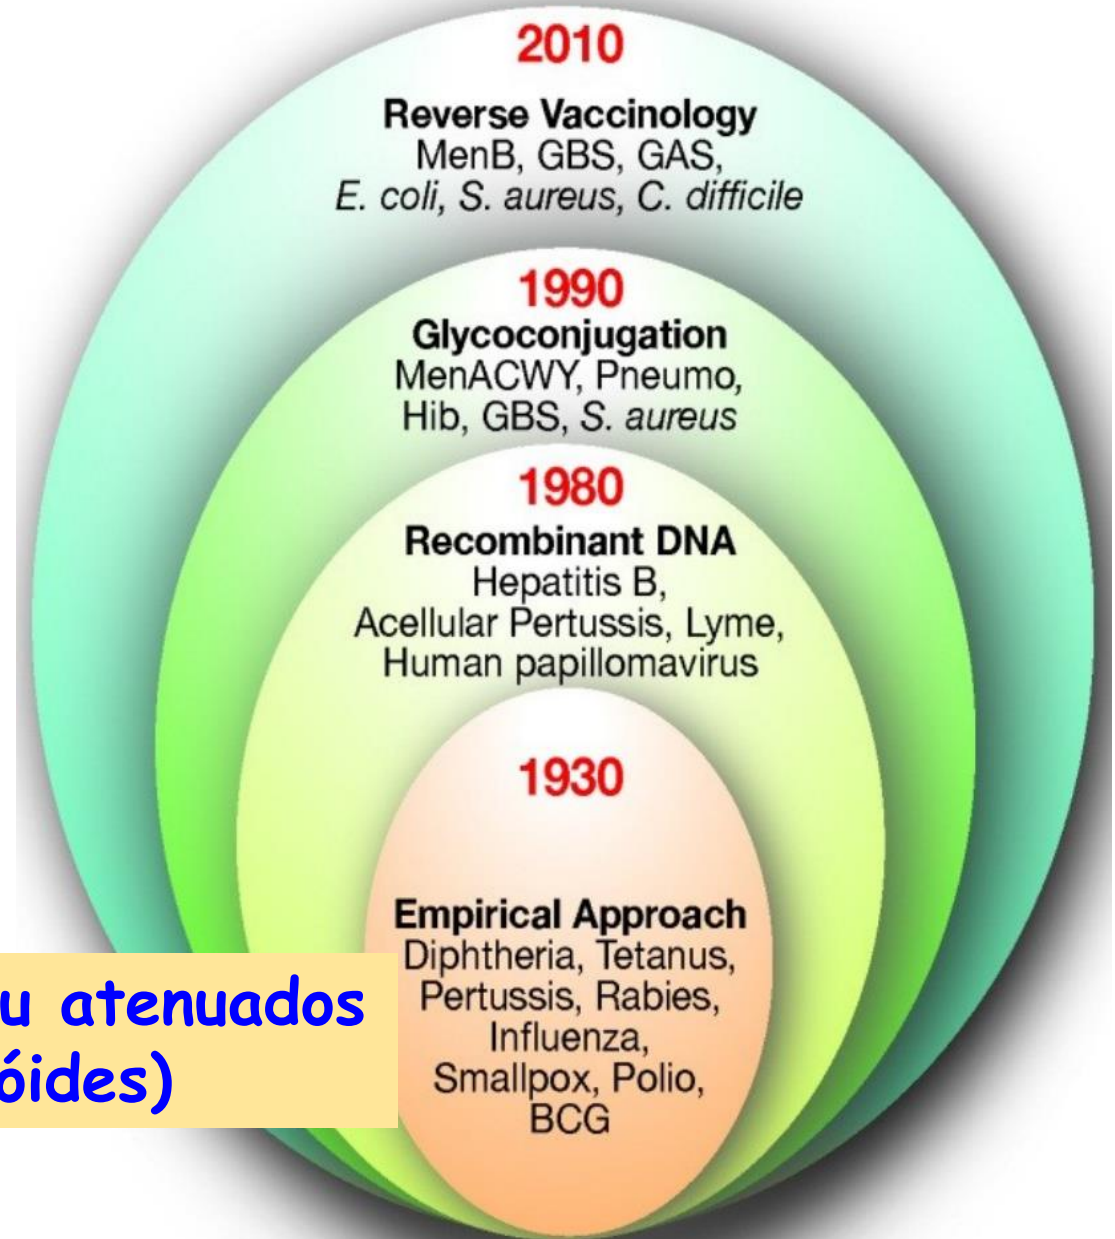 2010
Reverse Vaccinology
MenB, GBS, GAS,
E. coli, S. aureus, C. difficile
1990
Glycoconjugation
MenACWY, Pneumo,
Hib, GBS, S. aureus
1980
Recombinant DNA
Hepatitis B,
Acellular Pertussis, Lyme,
Human papillomavirus
1930
Empirical Approach
Diphtheria, Tetanus,
Pertussis, Rabies,
Influenza,
Smallpox, Polio,
BCG
atenuados